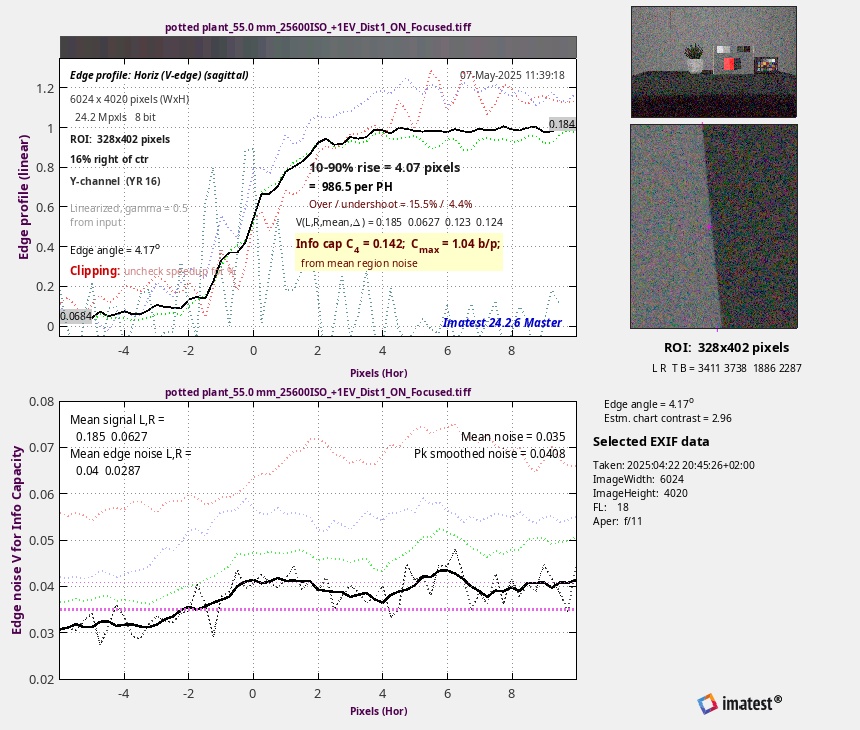 potted plant_55.0 mm_25600ISO_+1EV_Dist1_ON_Focused.tiff
Edge profile: Horiz (V-edge) (sagittal)
07-May-2025 11:39:18
6024 x 4020 pixels (WxH)
24.2 Mpxls 8 bit
ROI: 328x402 pixels
16% right of ctr
Y-channel (YR 16)
Linearized, gamma = 0.5
from input
Edge angle = 4.17o
Clipping: uncheck speedup for %
0.184
0.0684
10-90% rise = 4.07 pixels
= 986.5 per PH
Over / undershoot = 15.5% / 4.4%
V(L,R,mean,Δ) = 0.185 0.0627 0.123 0.124
Info cap C4 = 0.142; Cmax = 1.04 b/p;
from mean region noise
Imatest 24.2.6 Master
Edge profile (linear)
1.2
1
0.8
0.6
0.4
0.2
0
-4 -2 0 2 4 6 8
Pixels (Hor)
potted plant_55.0 mm_25600ISO_+1EV_Dist1_ON_Focused.tiff
Mean signal L,R =
0.185 0.0627
Mean edge noise L,R =
0.04 0.0287
Mean noise = 0.035
Pk smoothed noise = 0.0408
Edge noise V for Info Capacity
0.08
0.07
0.06
0.05
0.04
0.03
0.02
-4 -2 0 2 4 6 8
Pixels (Hor)
ROI: 328x402 pixels
L R T B = 3411 3738 1886 2287
Edge angle = 4.17o
Estm. chart contrast = 2.96
Selected EXIF data
Taken: 2025:04:22 20:45:26+02:00
ImageWidth: 6024
ImageHeight: 4020
FL: 18
Aper: f/11
imatest®